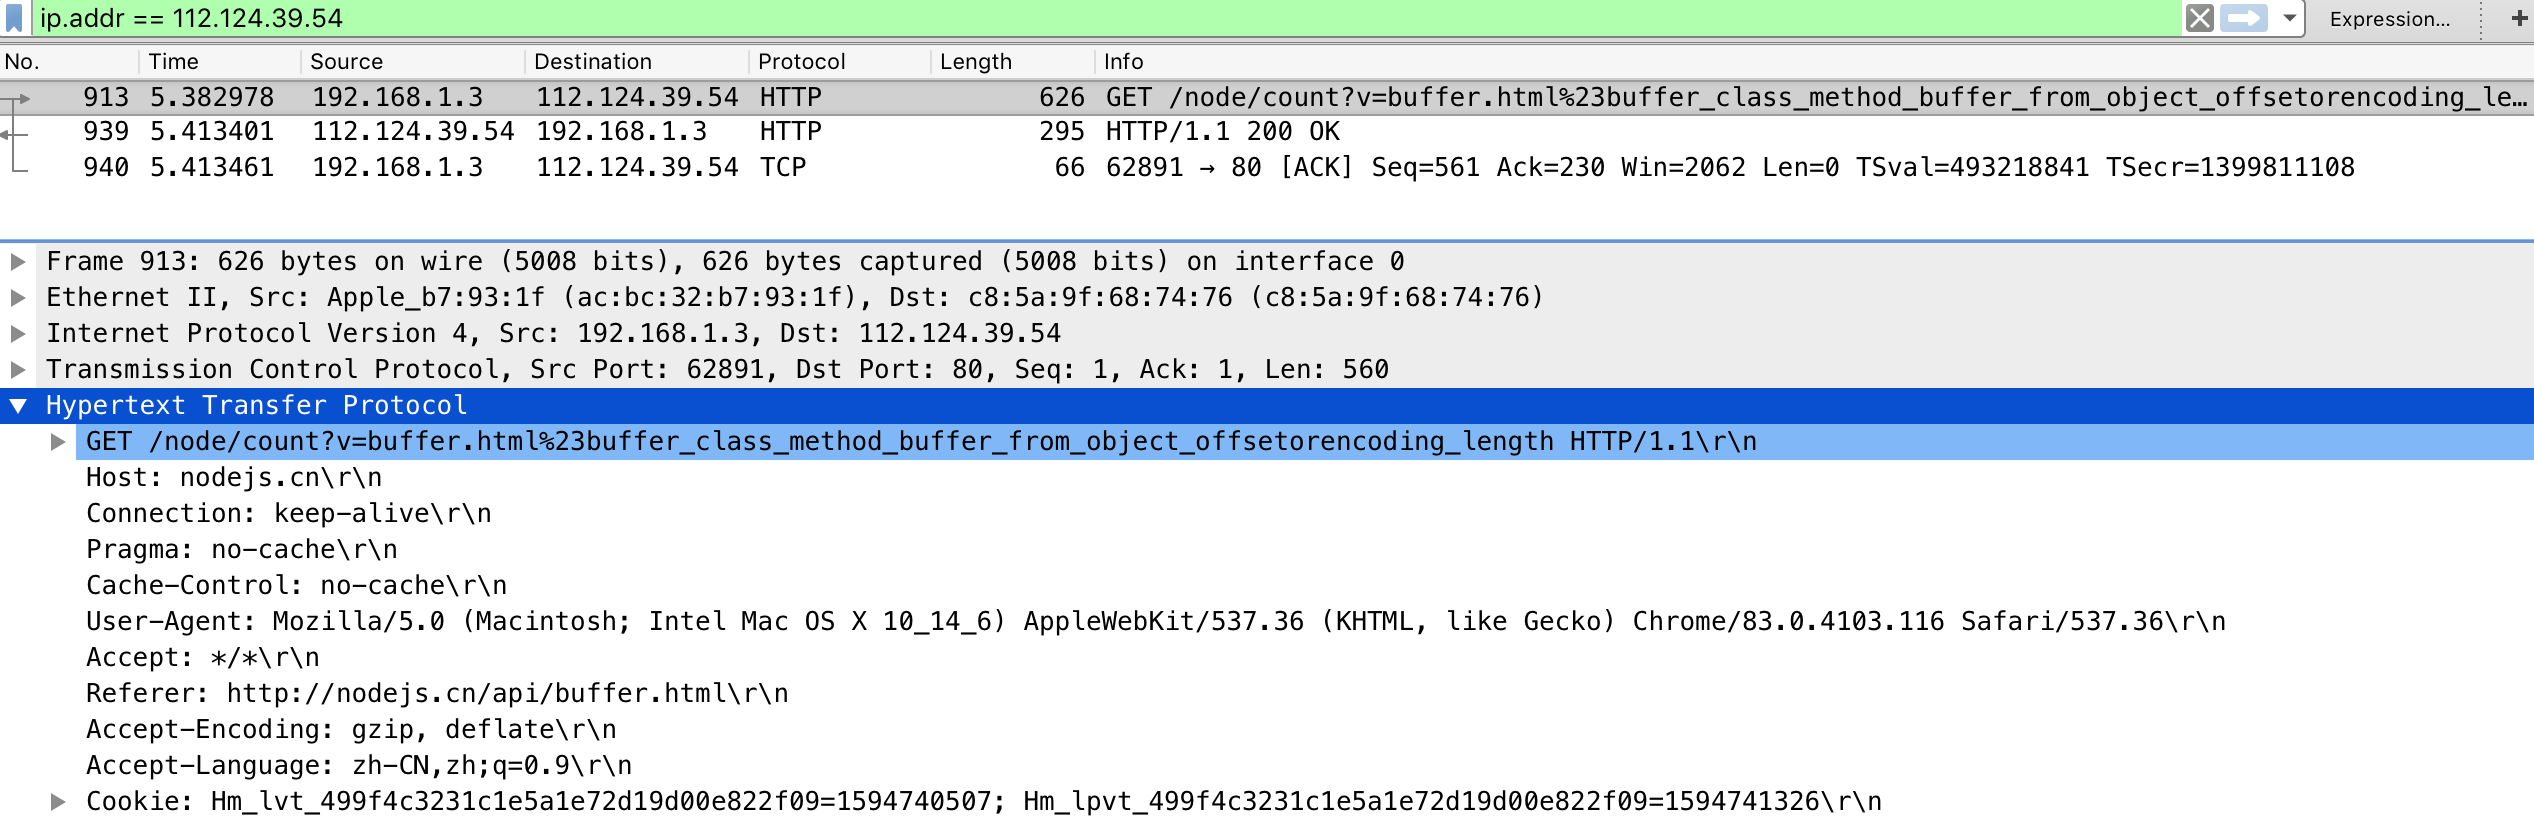 ip.addr == 112.124.39.54 Expression... +
No. Time Source Destination Protocol Length Info
913 5.382978 192.168.1.3 112.124.39.54 HTTP 626 GET /node/count?v=buffer.html%23buffer_class_method_buffer_from_object_offsetorencoding_le…
939 5.413401 112.124.39.54 192.168.1.3 HTTP 295 HTTP/1.1 200 OK
940 5.413461 192.168.1.3 112.124.39.54 TCP 66 62891 → 80 [ACK] Seq=561 Ack=230 Win=2062 Len=0 TSval=493218841 TSecr=1399811108
Frame 913: 626 bytes on wire (5008 bits), 626 bytes captured (5008 bits) on interface 0
Ethernet II, Src: Apple_b7:93:1f (ac:bc:32:b7:93:1f), Dst: c8:5a:9f:68:74:76 (c8:5a:9f:68:74:76)
Internet Protocol Version 4, Src: 192.168.1.3, Dst: 112.124.39.54
Transmission Control Protocol, Src Port: 62891, Dst Port: 80, Seq: 1, Ack: 1, Len: 560
Hypertext Transfer Protocol
GET /node/count?v=buffer.html%23buffer_class_method_buffer_from_object_offsetorencoding_length HTTP/1.1\r\n
Host: nodejs.cn\r\n
Connection: keep-alive\r\n
Pragma: no-cache\r\n
Cache-Control: no-cache\r\n
User-Agent: Mozilla/5.0 (Macintosh; Intel Mac OS X 10_14_6) AppleWebKit/537.36 (KHTML, like Gecko) Chrome/83.0.4103.116 Safari/537.36\r\n
Accept: */*\r\n
Referer: http://nodejs.cn/api/buffer.html\r\n
Accept-Encoding: gzip, deflate\r\n
Accept-Language: zh-CN,zh;q=0.9\r\n
Cookie: Hm_lvt_499f4c3231c1e5a1e72d19d00e822f09=1594740507; Hm_lpvt_499f4c3231c1e5a1e72d19d00e822f09=1594741326\r\n